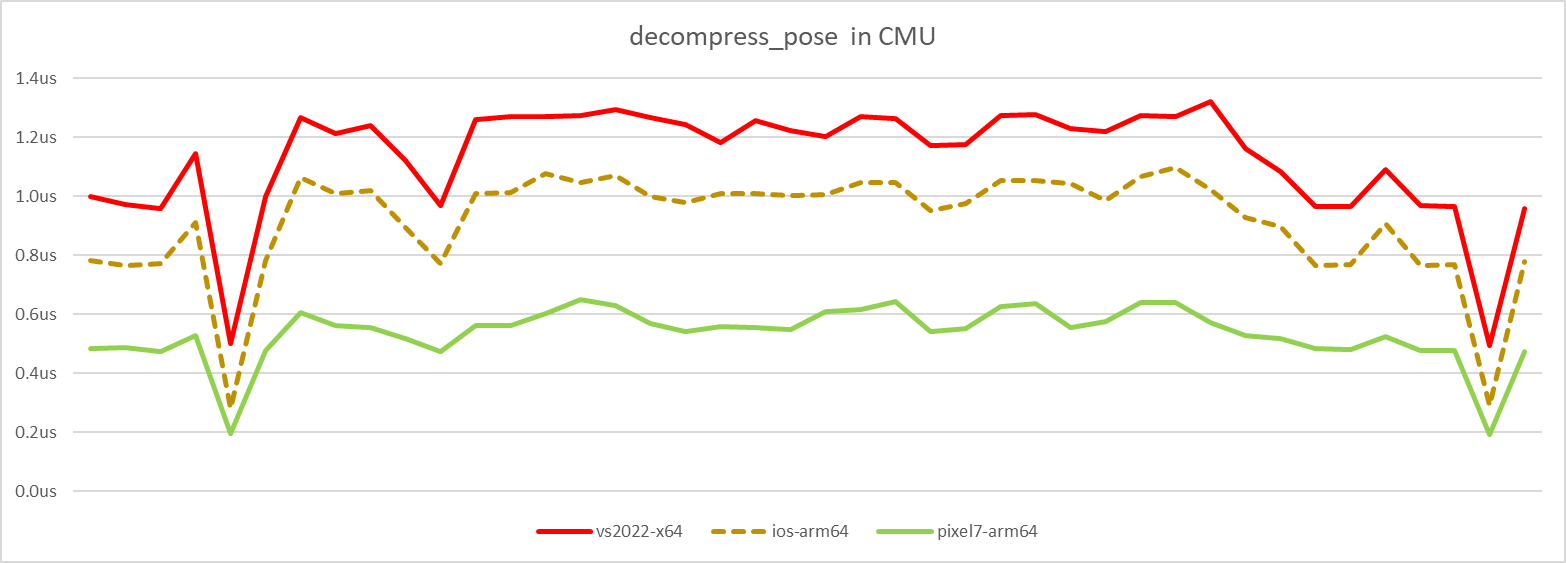 decompress_pose in CMU
1.4us
1.2us
1.0us
0.8us
0.6us
0.4us
0.2us
0.0us
vs2022-x64 ios-arm64 pixel7-arm64